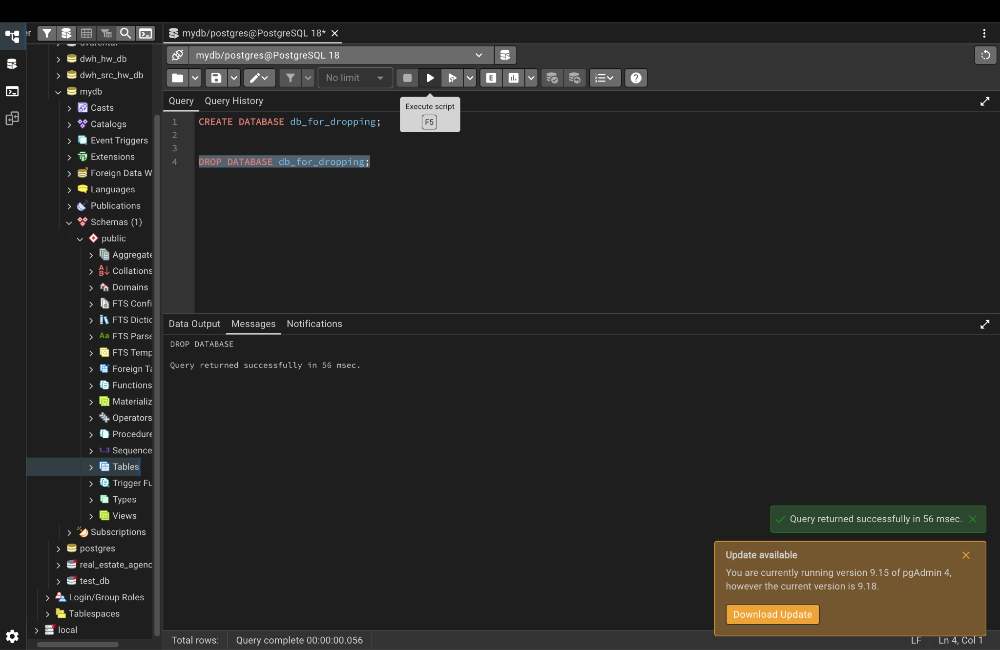 er
mydb/postgres@PostgreSQL 18*
mydb/postgres@PostgreSQL 18
No limit
E
Execute script
F5
dvdrental
dwh_hw_db
dwh_src_hw_db
mydb
Casts
Catalogs
Event Triggers
Extensions
Foreign Data W
Languages
Publications
Schemas (1)
public
Aggregate
Collations
Domains
FTS Confi
FTS Dictio
Aa FTS Parse
FTS Temp
Foreign Ta
Functions
Materializ
Operators
Procedure
1..3 Sequence
Tables
Trigger Fu
Types
Views
Subscriptions
postgres
real_estate_agenc
test_db
Login/Group Roles
Tablespaces
local
Query Query History
1 CREATE DATABASE db_for_dropping;
2
3
4 DROP DATABASE db_for_dropping;
Data Output Messages Notifications
DROP DATABASE
Query returned successfully in 56 msec.
Query returned successfully in 56 msec.
Update available
You are currently running version 9.15 of pgAdmin 4,
however the current version is 9.18.
Download Update
Total rows: Query complete 00:00:00.056 LF Ln 4, Col 1